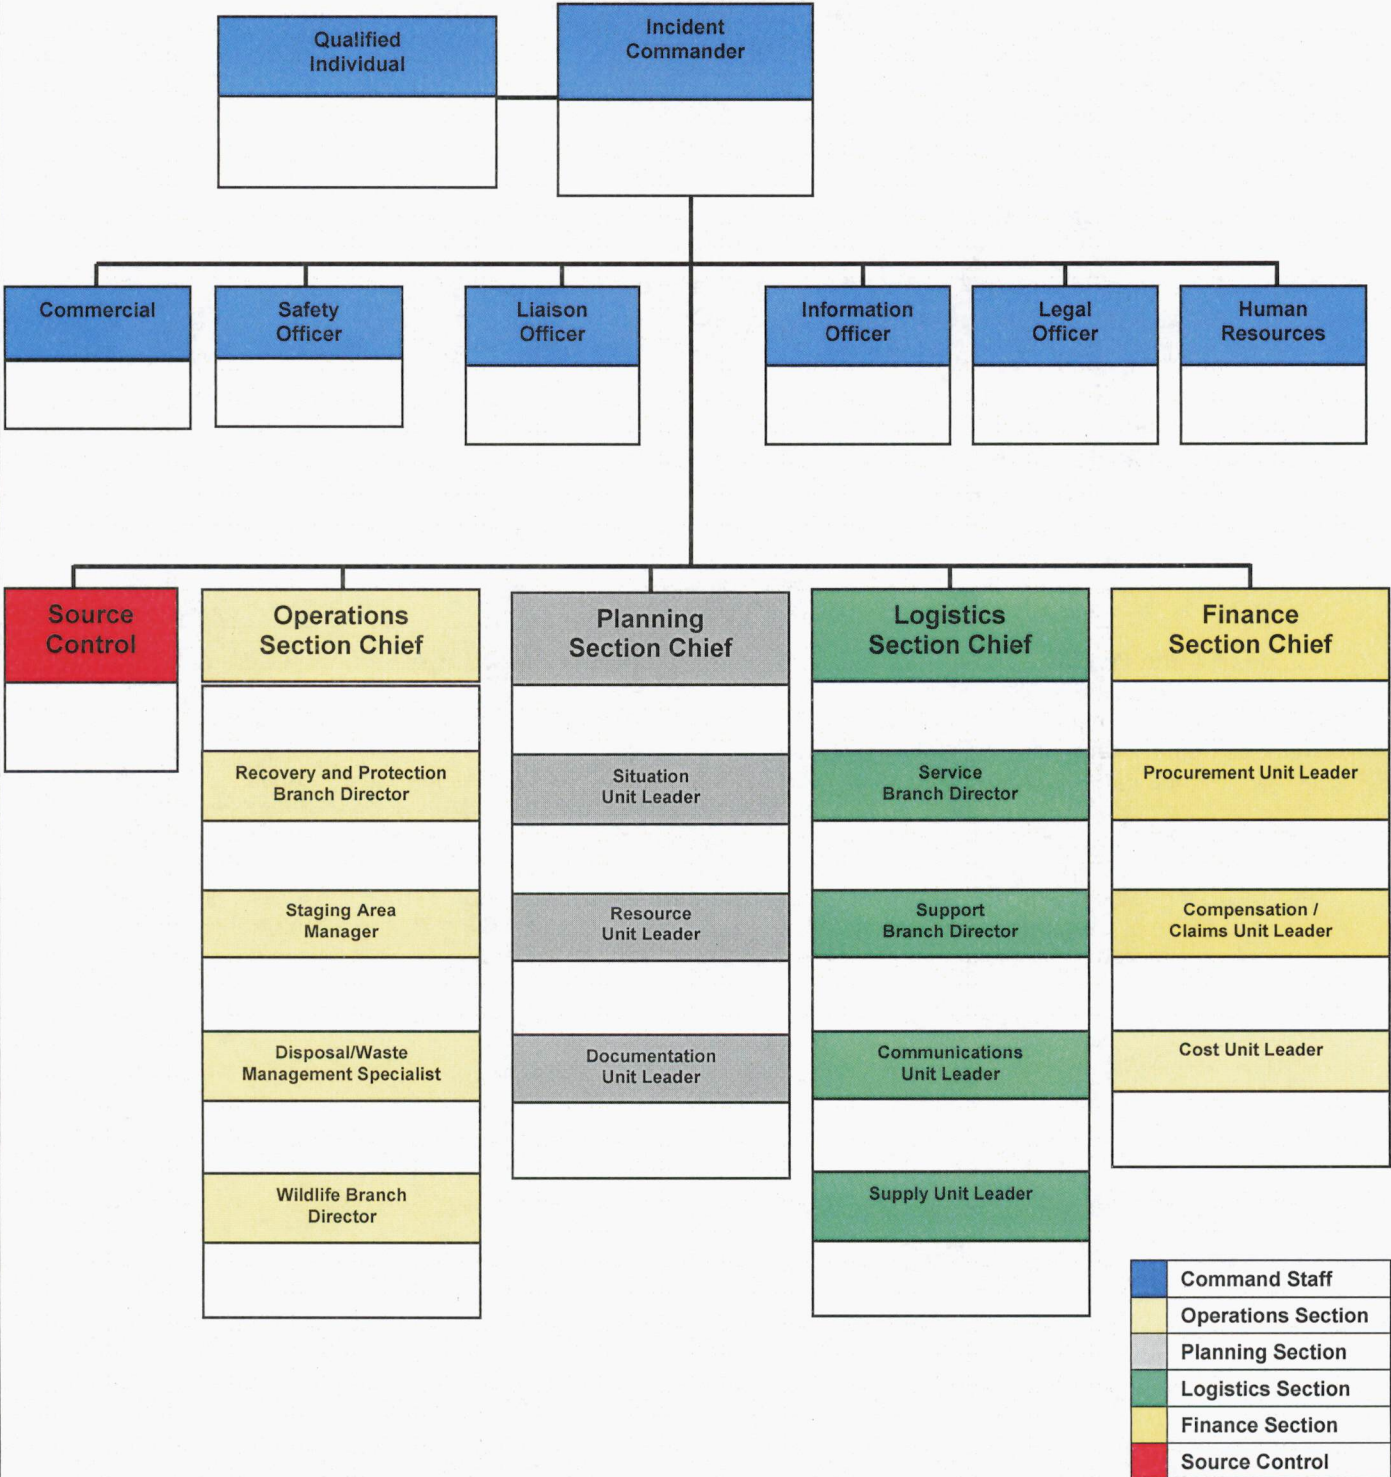 Qualified
Individual
Incident
Commander
Commercial
Safety
Officer
Liaison
Officer
Information
Officer
Legal
Officer
Human
Resources
Source
Control
Operations
Section Chief
Planning
Section Chief
Logistics
Section Chief
Finance
Section Chief
Recovery and Protection
Branch Director
Situation
Unit Leader
Service
Branch Director
Procurement Unit Leader
Staging Area
Manager
Resource
Unit Leader
Support
Branch Director
Compensation /
Claims Unit Leader
Disposal/Waste
Management Specialist
Documentation
Unit Leader
Communications
Unit Leader
Cost Unit Leader
Wildlife Branch
Director
Supply Unit Leader
Command Staff
Operations Section
Planning Section
Logistics Section
Finance Section
Source Control